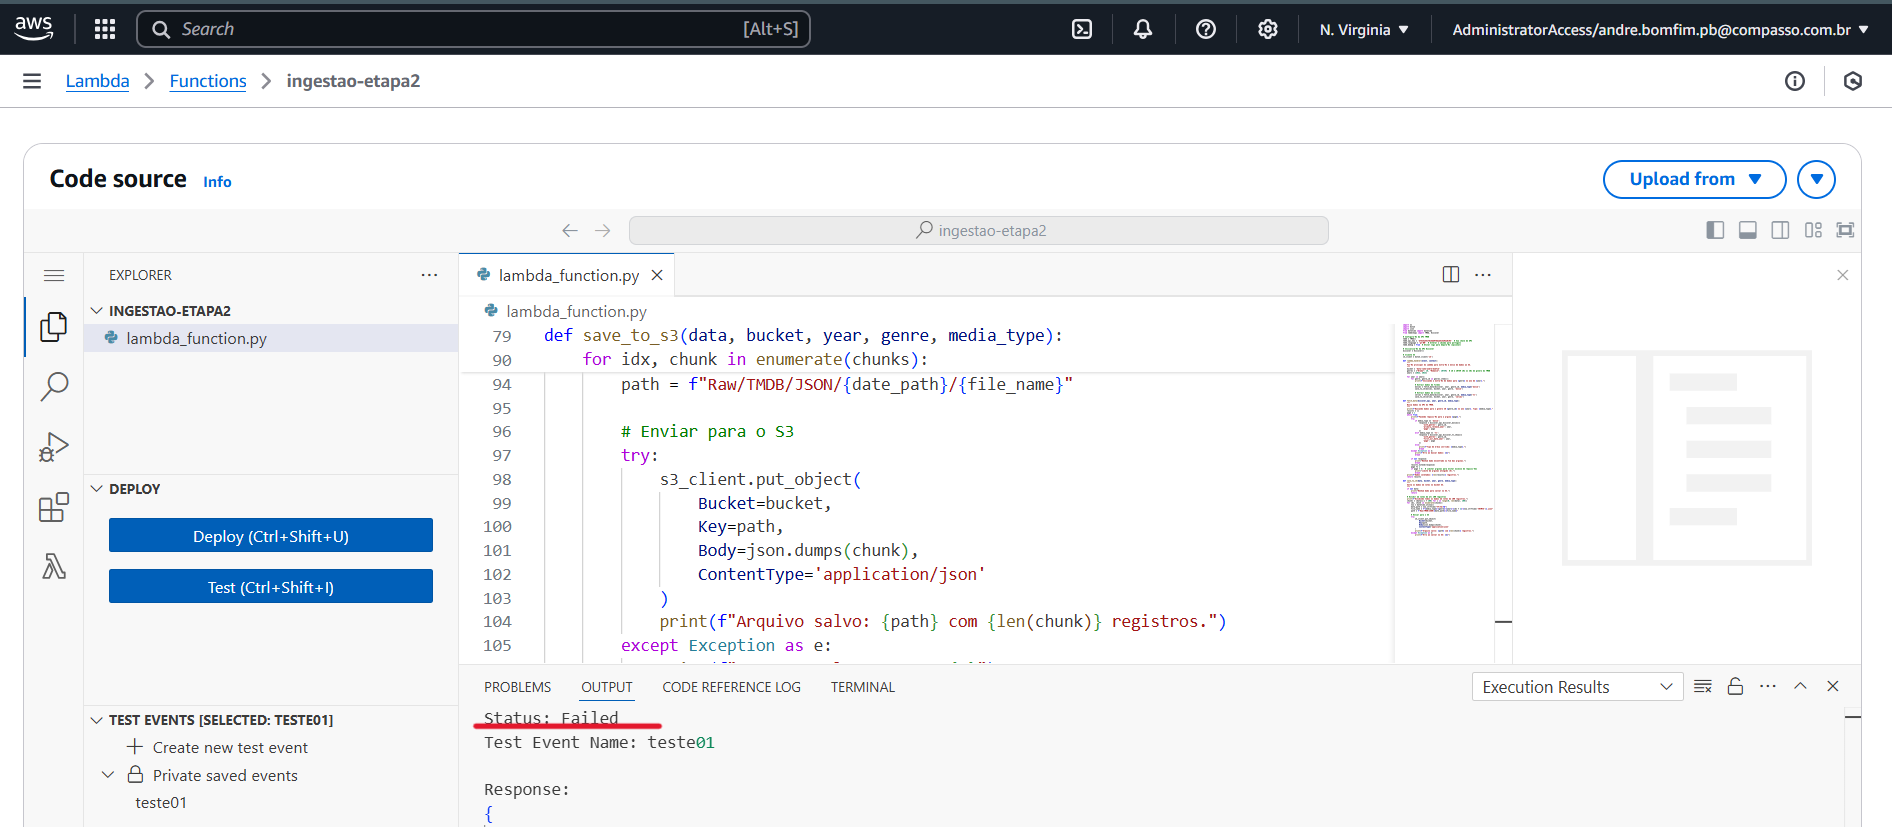 aws
Search
[Alt+S]
N. Virginia
AdministratorAccess/andre.bomfim.pb@compasso.com.br
Lambda
Functions
ingestao-etapa2
Code source
Info
Upload from
ingestao-etapa2
EXPLORER
INGESTAO-ETAPA2
lambda_function.py
DEPLOY
Deploy (Ctrl+Shift+U)
Test (Ctrl+Shift+I)
TEST EVENTS [SELECTED: TESTE01]
Create new test event
Private saved events
teste01
lambda_function.py
lambda_function.py
79 def save_to_s3(data, bucket, year, genre, media_type):
90 for idx, chunk in enumerate(chunks):
94 path = f"Raw/TMDB/JSON/{date_path}/{file_name}"
95
96 # Enviar para o S3
97 try:
98 s3_client.put_object(
99 Bucket=bucket,
100 Key=path,
101 Body=json.dumps(chunk),
102 ContentType='application/json'
103 )
104 print(f"Arquivo salvo: {path} com {len(chunk)} registros.")
105 except Exception as e:
PROBLEMS
OUTPUT
CODE REFERENCE LOG
TERMINAL
Execution Results
Status: Failed
Test Event Name: teste01
Response:
{